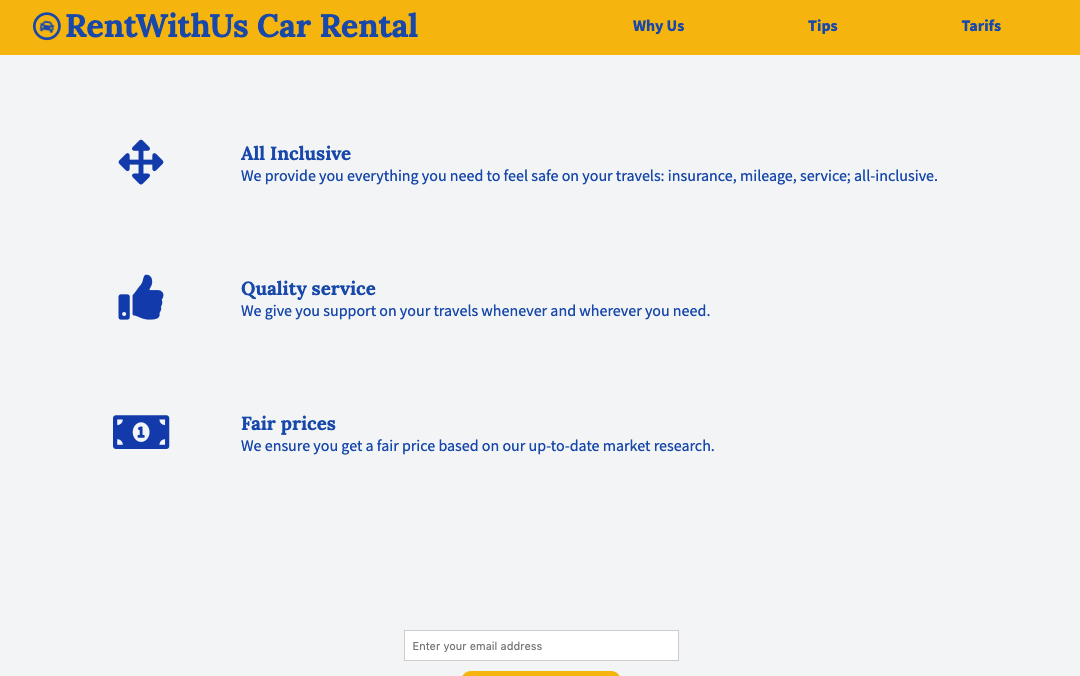 RentWithUs Car Rental
Why Us
Tips
Tarifs
All Inclusive
We provide you everything you need to feel safe on your travels: insurance, mileage, service; all-inclusive.
Quality service
We give you support on your travels whenever and wherever you need.
1
Fair prices
We ensure you get a fair price based on our up-to-date market research.
Enter your email address